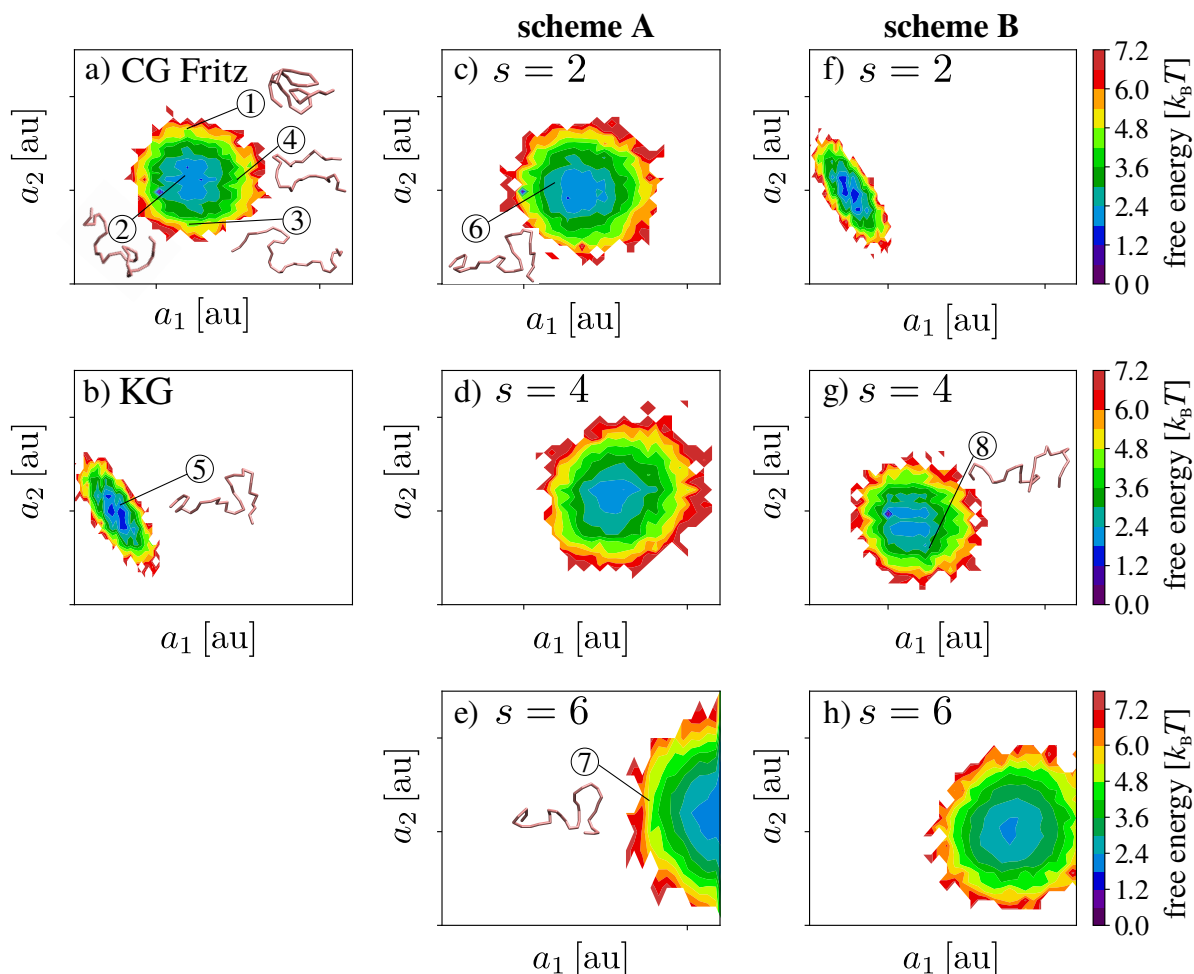 scheme A
scheme B
a) CG Fritz
①
④
②
③
a₂ [au]
a₁ [au]
c) s = 2
⑥
a₂ [au]
a₁ [au]
f) s = 2
a₂ [au]
a₁ [au]
7.2
6.0
4.8
3.6
2.4
1.2
0 0
free energy [k_BT]
b) KG
⑤
a₂ [au]
a₁ [au]
d) s = 4
a₂ [au]
a₁ [au]
g) s = 4
⑧
a₂ [au]
a₁ [au]
7.2
6.0
4.8
3.6
2.4
1.2
0.0
free energy [k_BT]
e) s = 6
⑦
a₂ [au]
a₁ [au]
h) s = 6
a₂ [au]
a₁ [au]
7.2
6.0
4.8
3.6
2.4
1.2
0.0
free energy [k_BT]